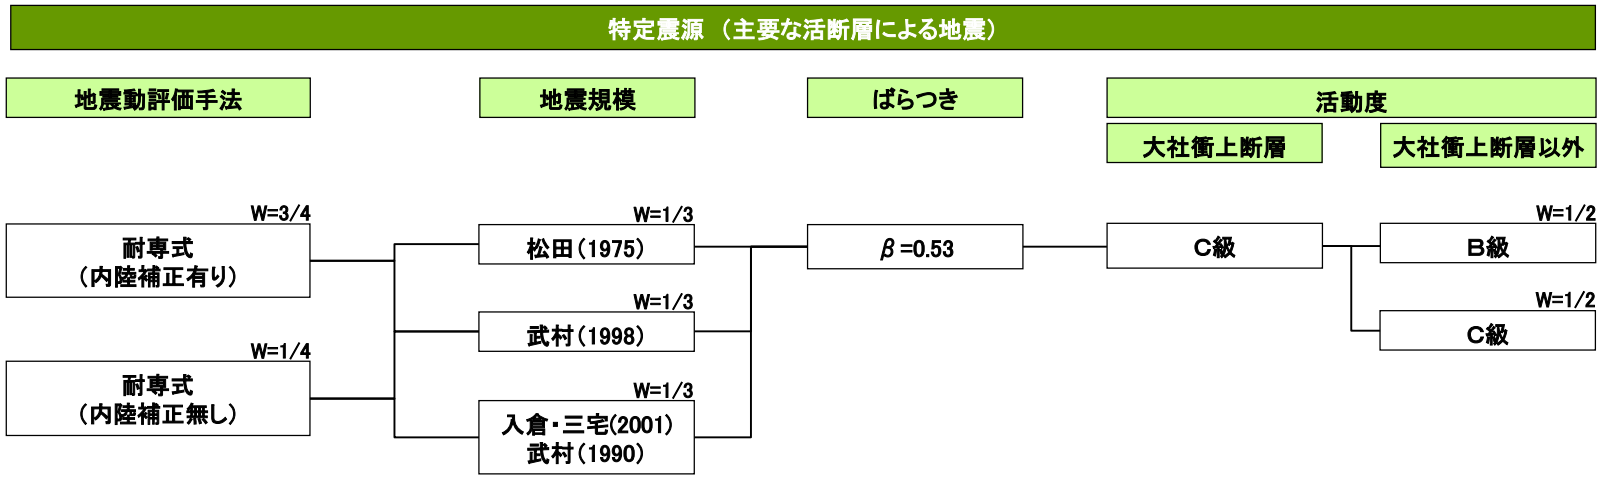 特定震源 （主要な活断層による地震）
地震動評価手法
地震規模
ばらつき
活動度
大社衝上断層
大社衝上断層以外
W=3/4
耐専式
（内陸補正有り）
W=1/4
耐専式
（内陸補正無し）
W=1/3
松田（1975）
W=1/3
武村（1998）
W=1/3
入倉・三宅(2001)
武村（1990）
β=0.53
C級
W=1/2
B級
W=1/2
C級